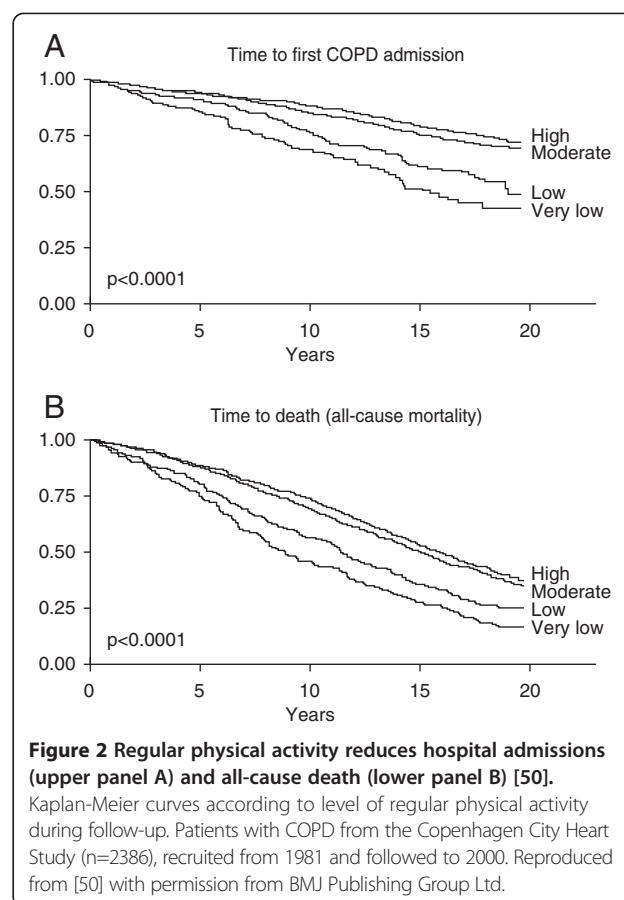 A
Time to first COPD admission
1.00
0.75
0.50
0.25
0.00
High
Moderate
Low
Very low
p<0.0001
0 5 10 15 20
Years
B
Time to death (all-cause mortality)
1.00
0.75
0.50
0.25
0.00
High
Moderate
Low
Very low
p<0.0001
0 5 10 15 20
Years
Figure 2 Regular physical activity reduces hospital admissions
(upper panel A) and all-cause death (lower panel B) [50].
Kaplan-Meier curves according to level of regular physical activity
during follow-up. Patients with COPD from the Copenhagen City Heart
Study (n=2386), recruited from 1981 and followed to 2000. Reproduced
from [50] with permission from BMJ Publishing Group Ltd.